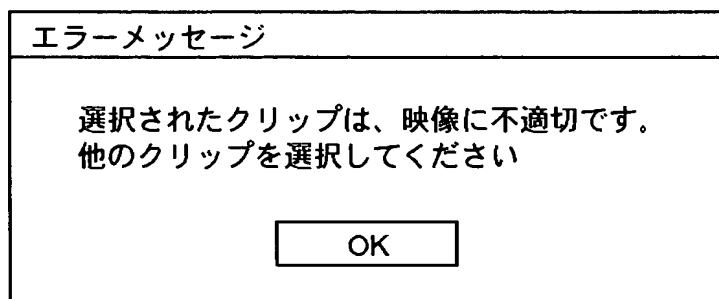 エラーメッセージ
選択されたクリップは、映像に不適切です。
他のクリップを選択してください
OK